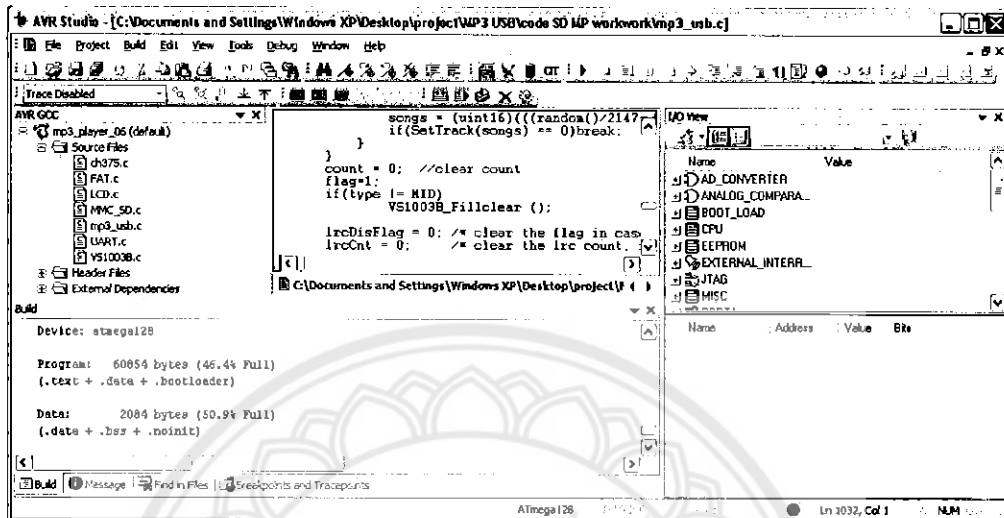 AVR Studio - [C:\Documents and Settings\Windows XP\Desktop\project\MP3 USB\code SD MP workwork\mp3_usb.c]
File Project Build Edit View Tools Debug Window Help
Trace Disabled
AVR GCC
mp3_player_06 (default)
Source Files
ch375.c
FAT.c
LCD.c
MMC_SD.c
mp3_usb.c
UART.c
VS1003B.c
Header Files
External Dependencies
songs = (uint16)(((random()/2147
if(SetTrack(songs) == 0)break;
}
}
count = 0; //clear count
flag=1;
if(type != MID)
VS1003B_Fillclear ();
lrcDisFlag = 0; /* clear the flag in cas
lrcCnt = 0; /* clear the lrc count.
C:\Documents and Settings\Windows XP\Desktop\project\
I/O View
Name Value
AD_CONVERTER
ANALOG_COMPARA...
BOOT_LOAD
CPU
EEPROM
EXTERNAL_INTERR...
JTAG
MISC
Name Address Value Bits
Build
Device: atmega128
Program: 60854 bytes (46.4% Full)
(.text + .data + .bootloader)
Data: 2084 bytes (50.9% Full)
(.data + .bss + .noinit)
Build Message Find in Files Breakpoints and Tracepoints
ATmega128 Ln 1032, Col 1 NUM